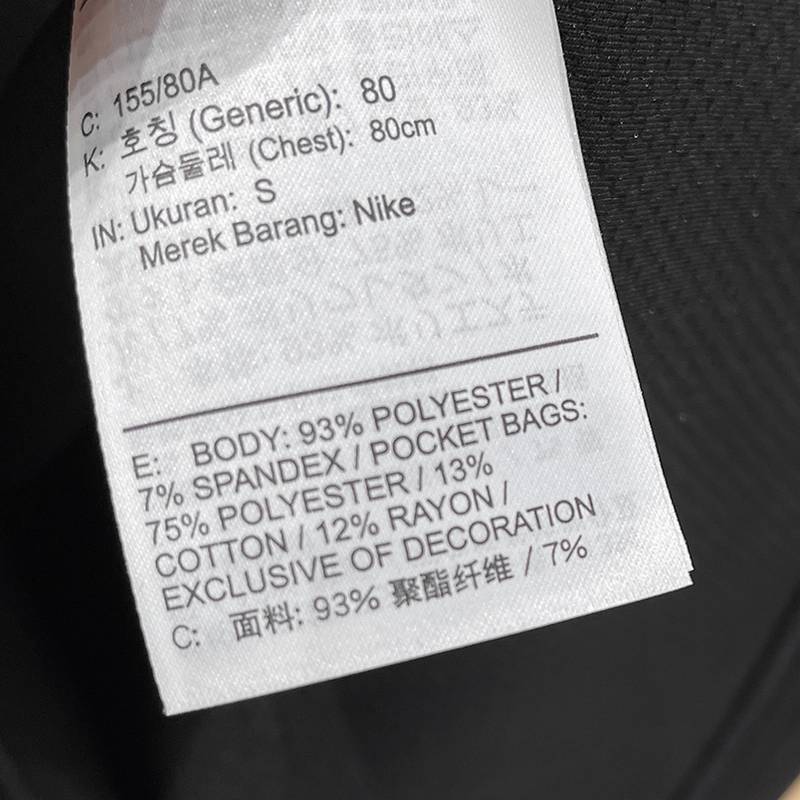 C: 155/80A
K: 호칭 (Generic): 80
가슴둘레 (Chest): 80cm
IN: Ukuran: S
Merek Barang: Nike
E: BODY: 93% POLYESTER /
7% SPANDEX / POCKET BAGS:
75% POLYESTER / 13%
COTTON / 12% RAYON /
EXCLUSIVE OF DECORATION
C: 面料: 93% 聚酯纤维 / 7%